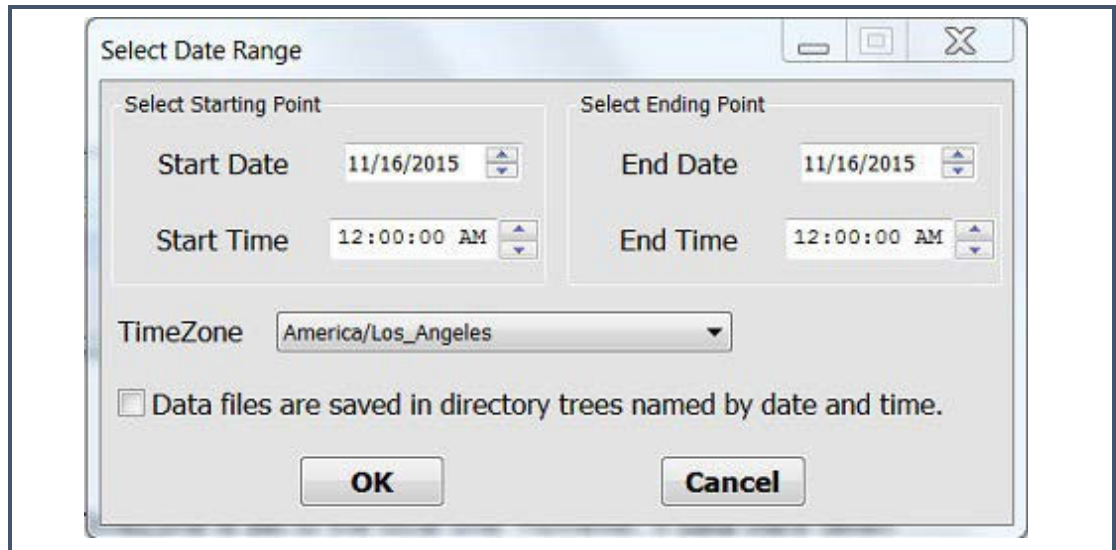 Select Date Range
Select Starting Point
Select Ending Point
Start Date 11/16/2015
End Date 11/16/2015
Start Time 12:00:00 AM
End Time 12:00:00 AM
TimeZone America/Los_Angeles
Data files are saved in directory trees named by date and time.
OK
Cancel